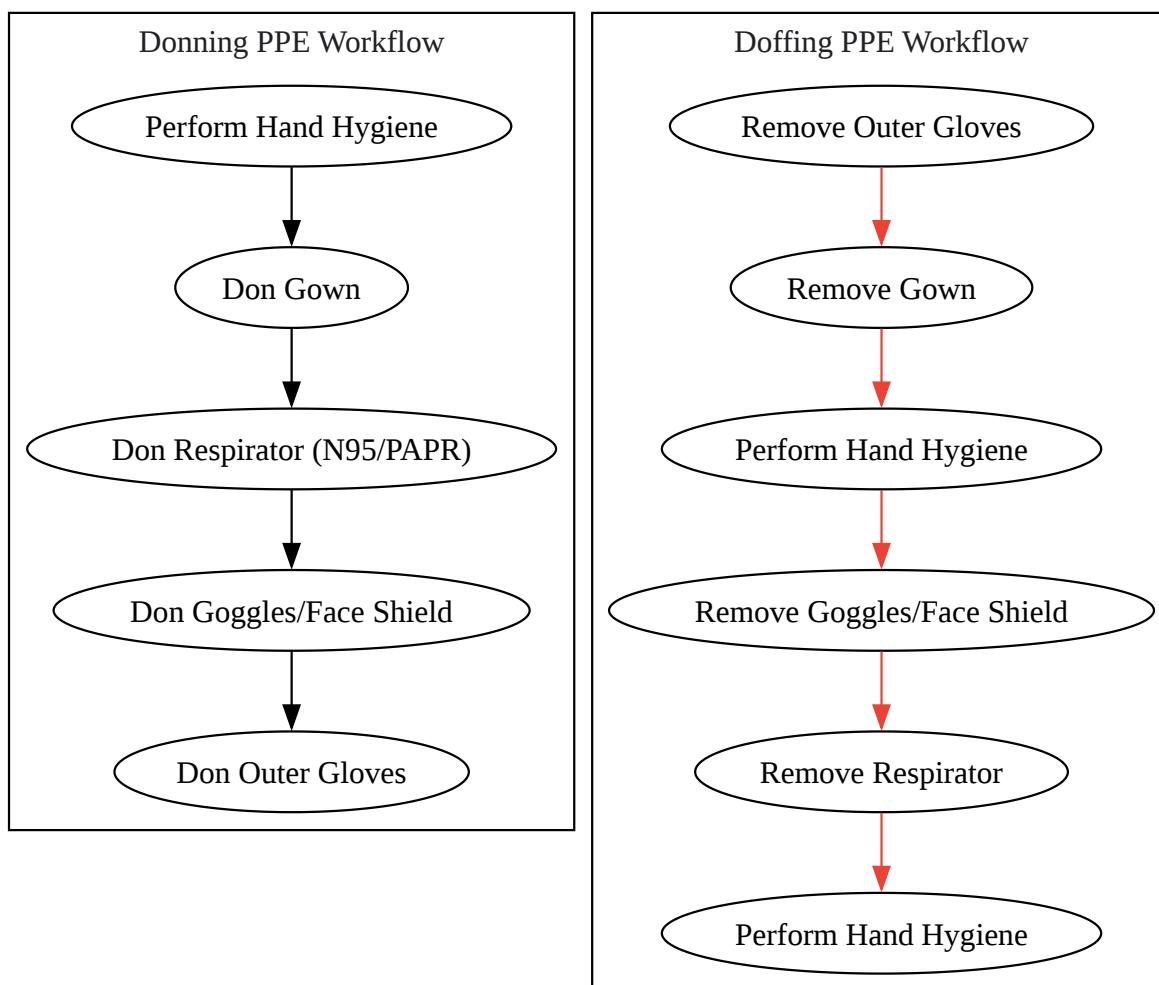 Donning PPE Workflow
Perform Hand Hygiene
Don Gown
Don Respirator (N95/PAPR)
Don Goggles/Face Shield
Don Outer Gloves
Doffing PPE Workflow
Remove Outer Gloves
Remove Gown
Perform Hand Hygiene
Remove Goggles/Face Shield
Remove Respirator
Perform Hand Hygiene